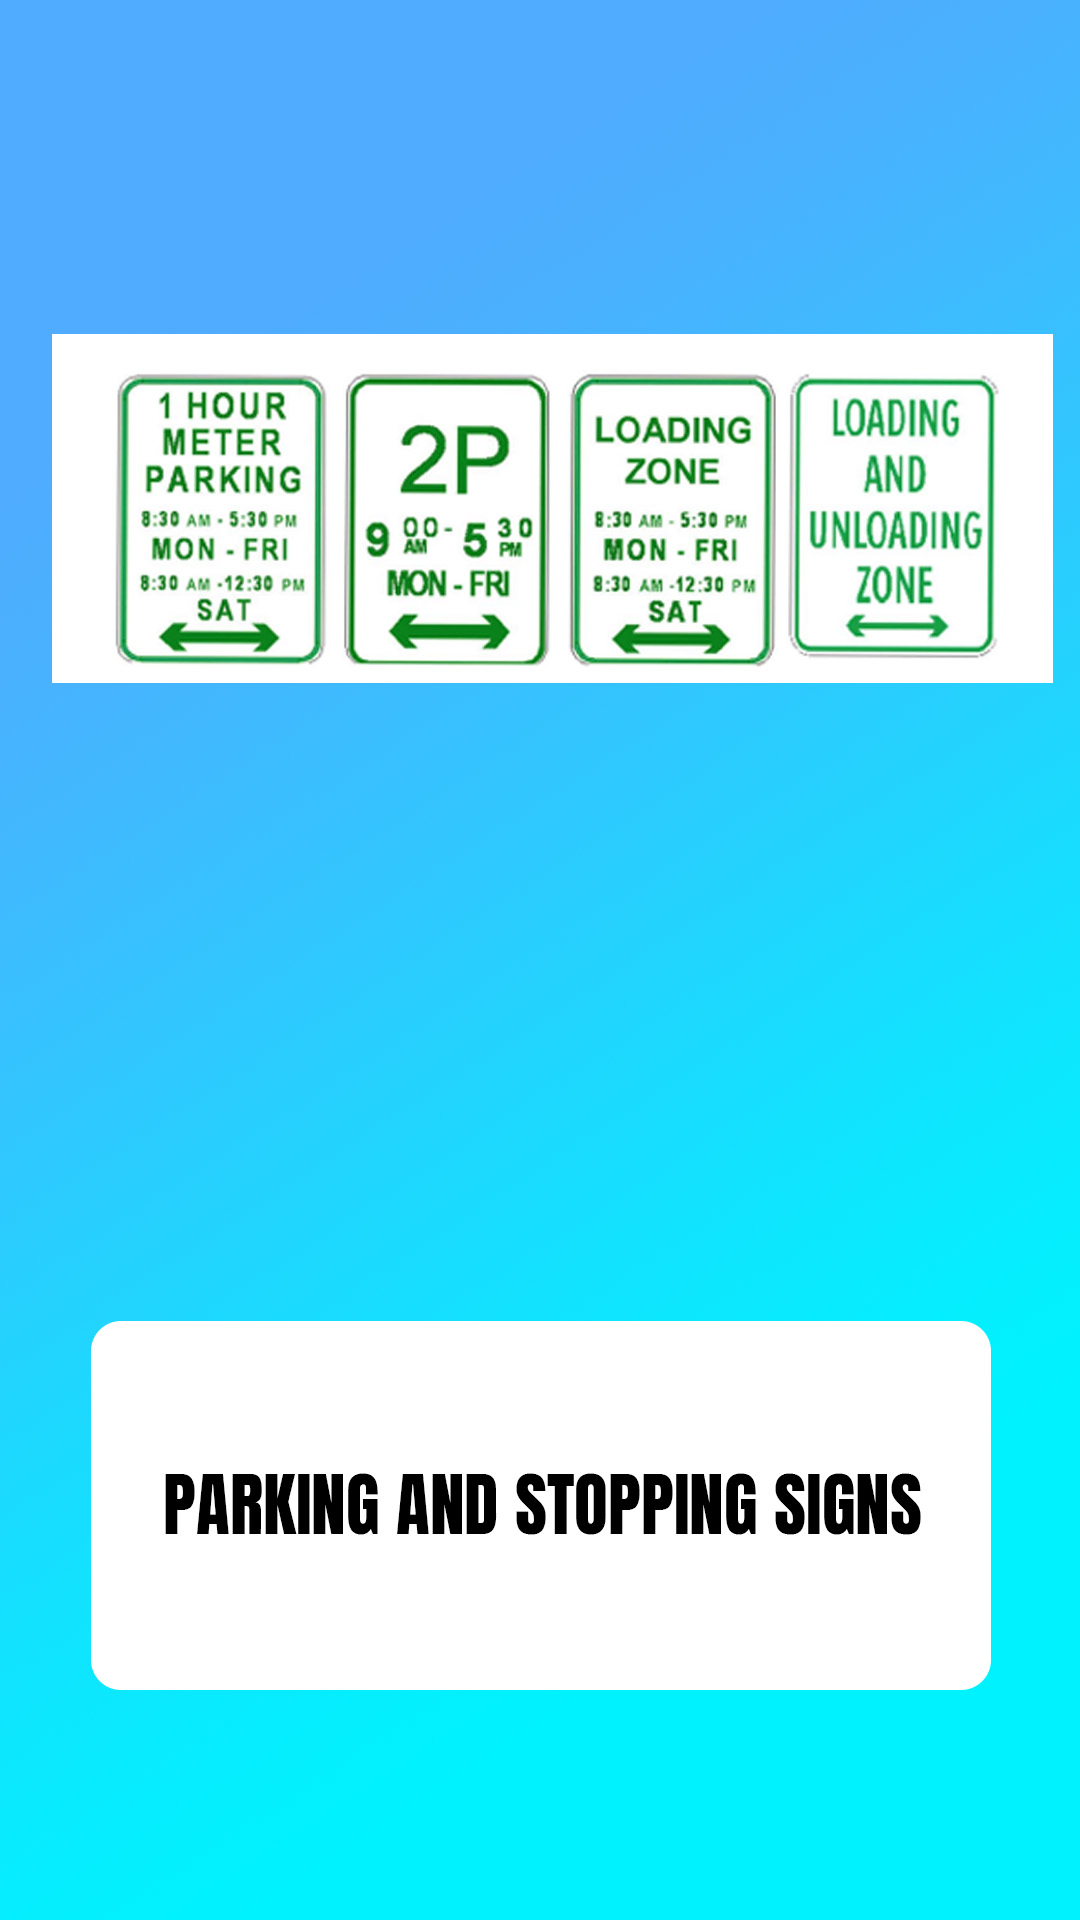 1 HOUR
METER
PARKING
8:30 AM - 5:30 PM
MON - FRI
8:30 AM -12:30 PM
SAT
2P
9 00 AM - 5 30 PM
MON - FRI
LOADING
ZONE
8:30 AM - 5:30 PM
MON - FRI
8:30 AM -12:30 PM
SAT
LOADING
AND
UNLOADING
ZONE
PARKING AND STOPPING SIGNS